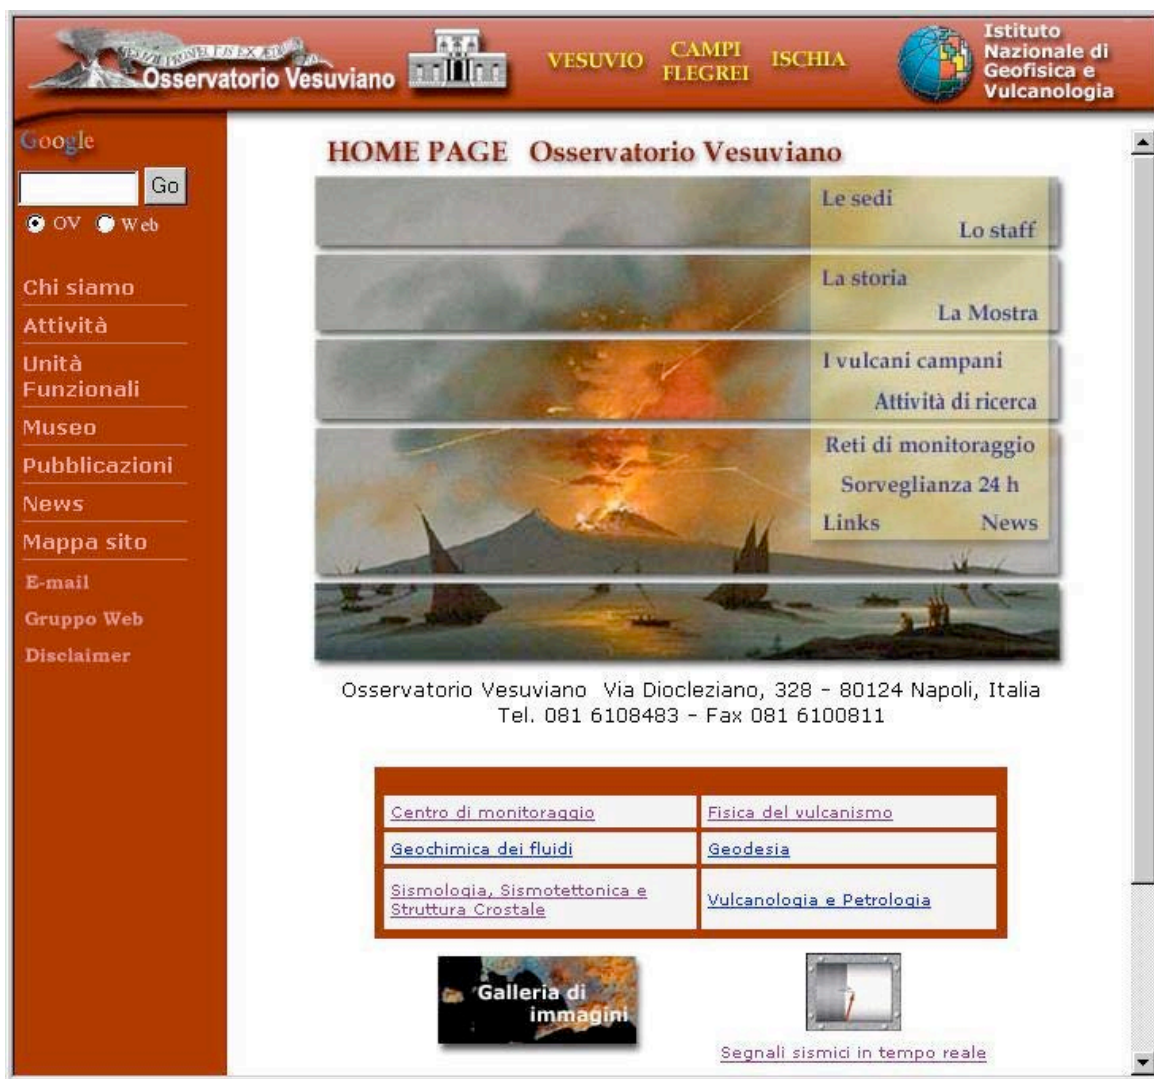 Osservatorio Vesuviano
VESUVIO
CAMPI
FLEGREI
ISCHIA
Istituto
Nazionale di
Geofisica e
Vulcanologia
Google
Go
OV Web
Chi siamo
Attività
Unità
Funzionali
Museo
Pubblicazioni
News
Mappa sito
E-mail
Gruppo Web
Disclaimer
HOME PAGE Osservatorio Vesuviano
Le sedi
Lo staff
La storia
La Mostra
I vulcani campani
Attività di ricerca
Reti di monitoraggio
Sorveglianza 24 h
Links News
Osservatorio Vesuviano Via Diocleziano, 328 - 80124 Napoli, Italia
Tel. 081 6108483 - Fax 081 6100811
Centro di monitoraggio
Fisica del vulcanismo
Geochimica dei fluidi
Geodesia
Sismologia, Sismotettonica e
Struttura Crostale
Vulcanologia e Petrologia
Galleria di
immagini
Segnali sismici in tempo reale